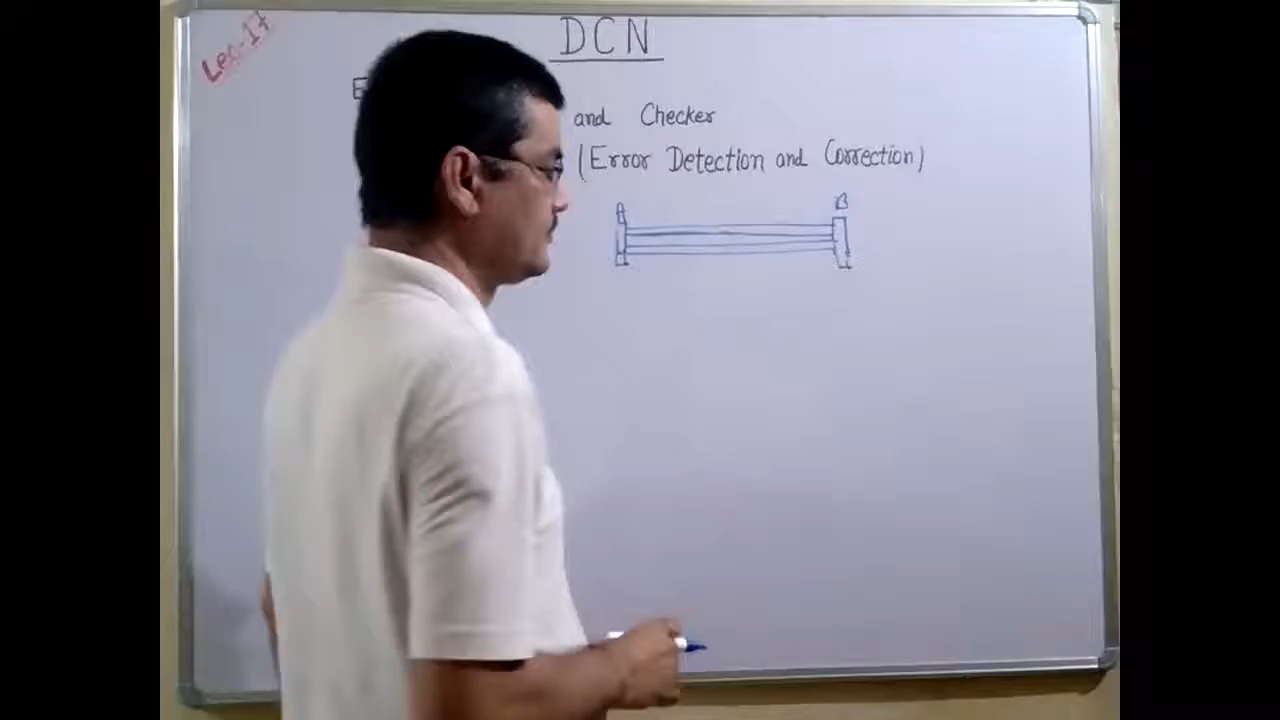 Lec-17
DCN
and Checker
(Error Detection and Correction)
A B